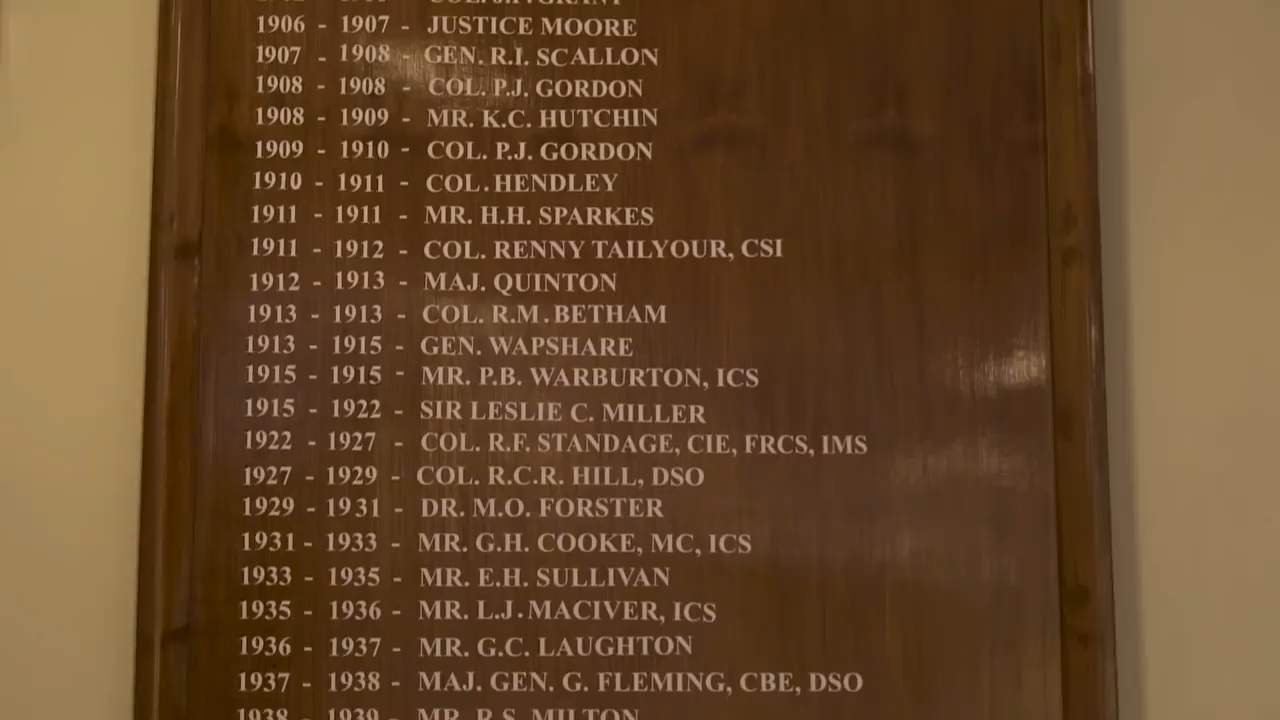 1906 - 1907 - JUSTICE MOORE
1907 - 1908 - GEN. R.I. SCALLON
1908 - 1908 - COL. P.J. GORDON
1908 - 1909 - MR. K.C. HUTCHIN
1909 - 1910 - COL. P.J. GORDON
1910 - 1911 - COL. HENDLEY
1911 - 1911 - MR. H.H. SPARKES
1911 - 1912 - COL. RENNY TAILYOUR, CSI
1912 - 1913 - MAJ. QUINTON
1913 - 1913 - COL. R.M. BETHAM
1913 - 1915 - GEN. WAPSHARE
1915 - 1915 - MR. P.B. WARBURTON, ICS
1915 - 1922 - SIR LESLIE C. MILLER
1922 - 1927 - COL. R.F. STANDAGE, CIE, FRCS, IMS
1927 - 1929 - COL. R.C.R. HILL, DSO
1929 - 1931 - DR. M.O. FORSTER
1931 - 1933 - MR. G.H. COOKE, MC, ICS
1933 - 1935 - MR. E.H. SULLIVAN
1935 - 1936 - MR. L.J. MACIVER, ICS
1936 - 1937 - MR. G.C. LAUGHTON
1937 - 1938 - MAJ. GEN. G. FLEMING, CBE, DSO
1938 - 1939 - MR. R.S. MILTON